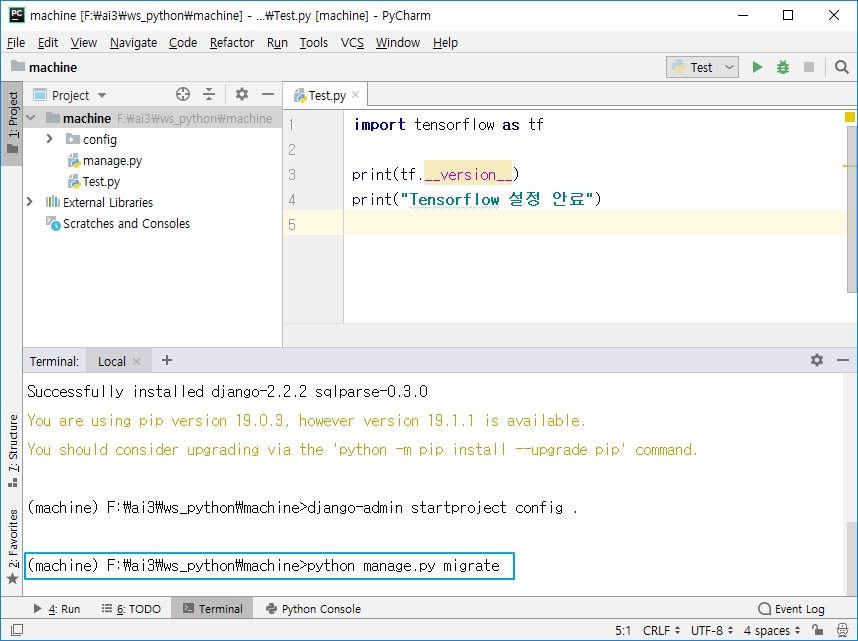 machine [F:₩ai3₩ws_python₩machine] - ...₩Test.py [machine] - PyCharm
File Edit View Navigate Code Refactor Run Tools VCS Window Help
machine
Test
1: Project
Project
Test.py
machine F:₩ai3₩ws_python₩machine
config
manage.py
Test.py
External Libraries
Scratches and Consoles
1 import tensorflow as tf
2
3 print(tf.__version__)
4 print("Tensorflow 설정 안료")
5
Terminal: Local
Successfully installed django-2.2.2 sqlparse-0.3.0
You are using pip version 19.0.3, however version 19.1.1 is available.
You should consider upgrading via the 'python -m pip install --upgrade pip' command.
(machine) F:₩ai3₩ws_python₩machine>django-admin startproject config .
(machine) F:₩ai3₩ws_python₩machine>python manage.py migrate
7: Structure
2: Favorites
4: Run 6: TODO Terminal Python Console Event Log
5:1 CRLF UTF-8 4 spaces